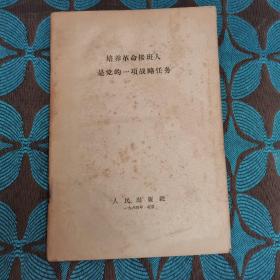 培养革命接班人
是党的一项战略任务
人民出版社
一九六四年·北京